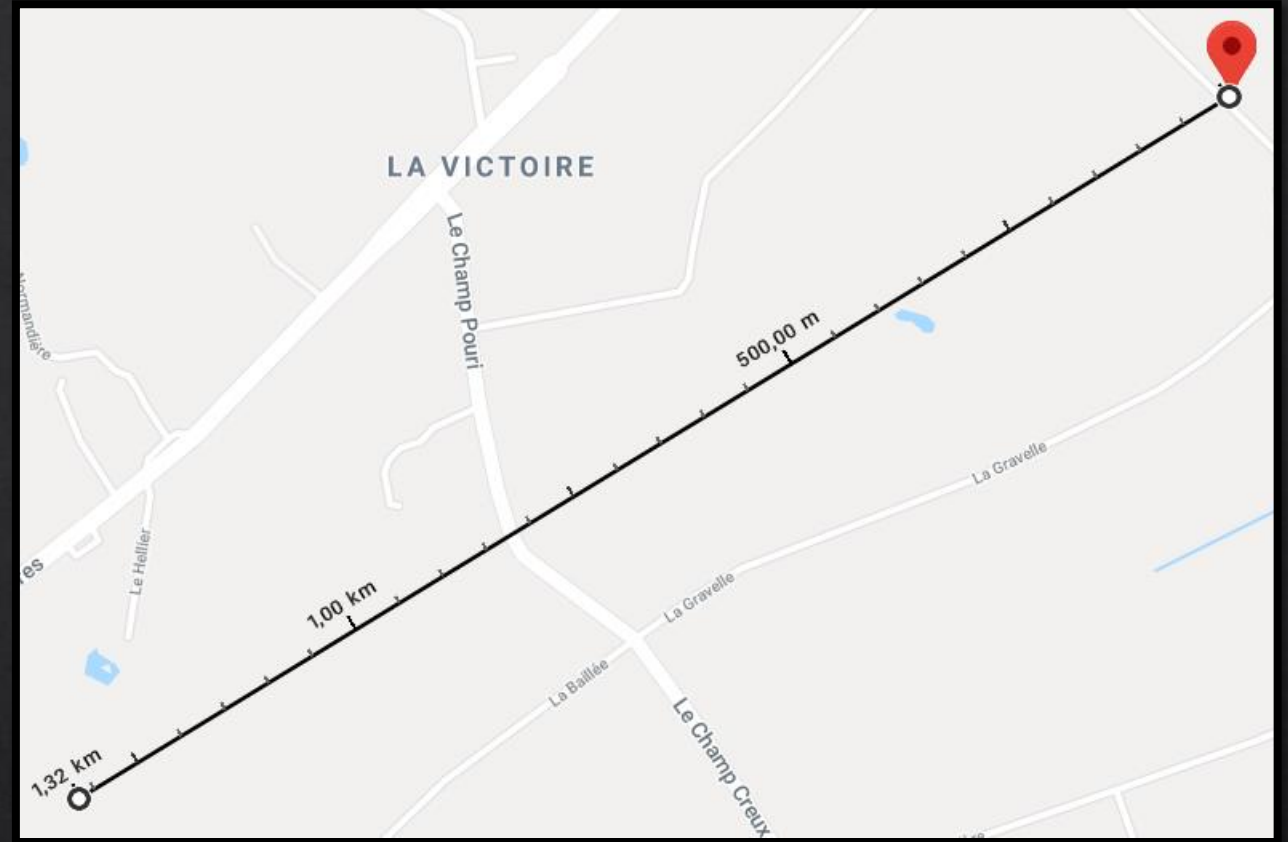 LA VICTOIRE
Le Champ Pouri
Normandière
500,00 m
La Gravelle
Le Hellier
1,00 km
La Gravelle
La Baillée
Le Champ Creux
1,32 km